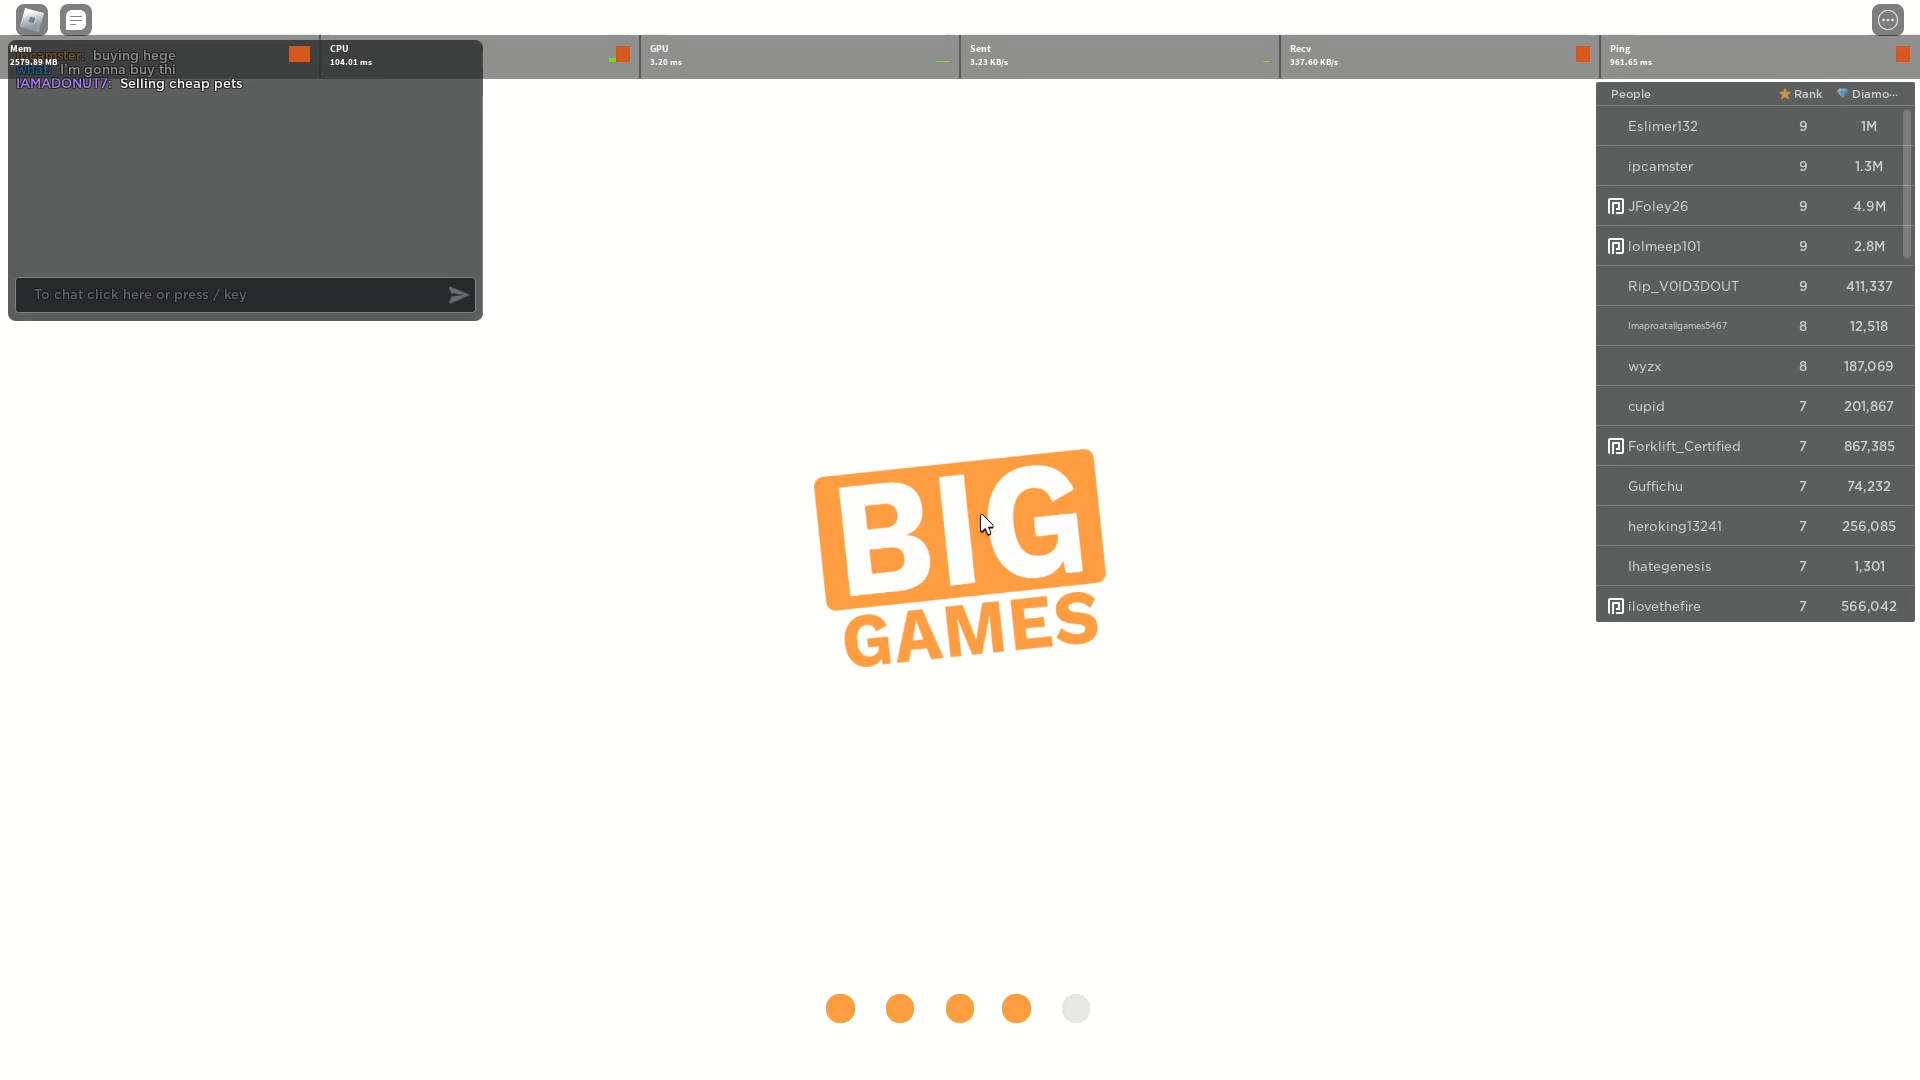 Mem
2579.89 MB
CPU
104.01 ms
GPU
3.20 ms
Sent
3.23 KB/s
Recv
337.60 KB/s
Ping
961.65 ms
ipcamster: buying hege
what: I'm gonna buy thi
IAMADONUT7: Selling cheap pets
To chat click here or press / key
People Rank Diamo...
Eslimer132 9 1M
ipcamster 9 1.3M
JFoley26 9 4.9M
lolmeep101 9 2.8M
Rip_V0ID3DOUT 9 411,337
Imaproatallgames5467 8 12,518
wyzx 8 187,069
cupid 7 201,867
Forklift_Certified 7 867,385
Guffichu 7 74,232
heroking13241 7 256,085
Ihategenesis 7 1,301
ilovethefire 7 566,042
BIG
GAMES